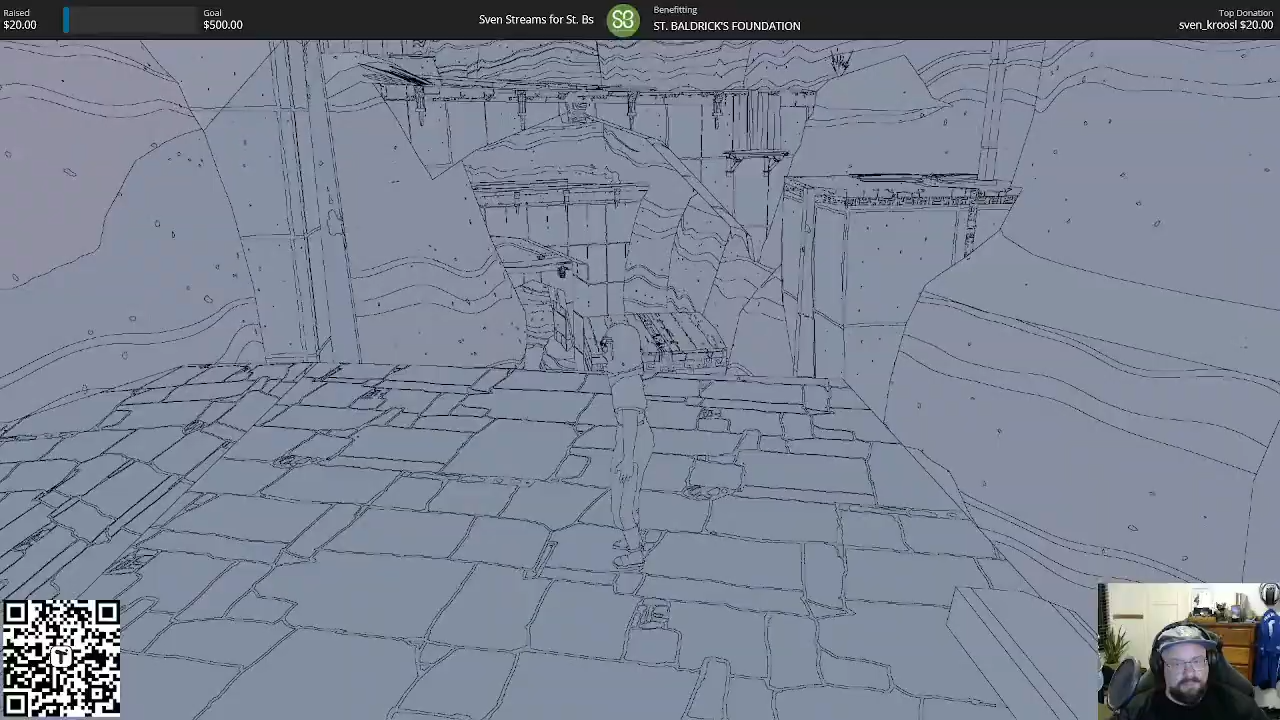 Raised
$20.00
Goal
$500.00
Sven Streams for St. Bs
SB
Benefitting
ST. BALDRICK'S FOUNDATION
Top Donation
sven_kroosl $20.00
T